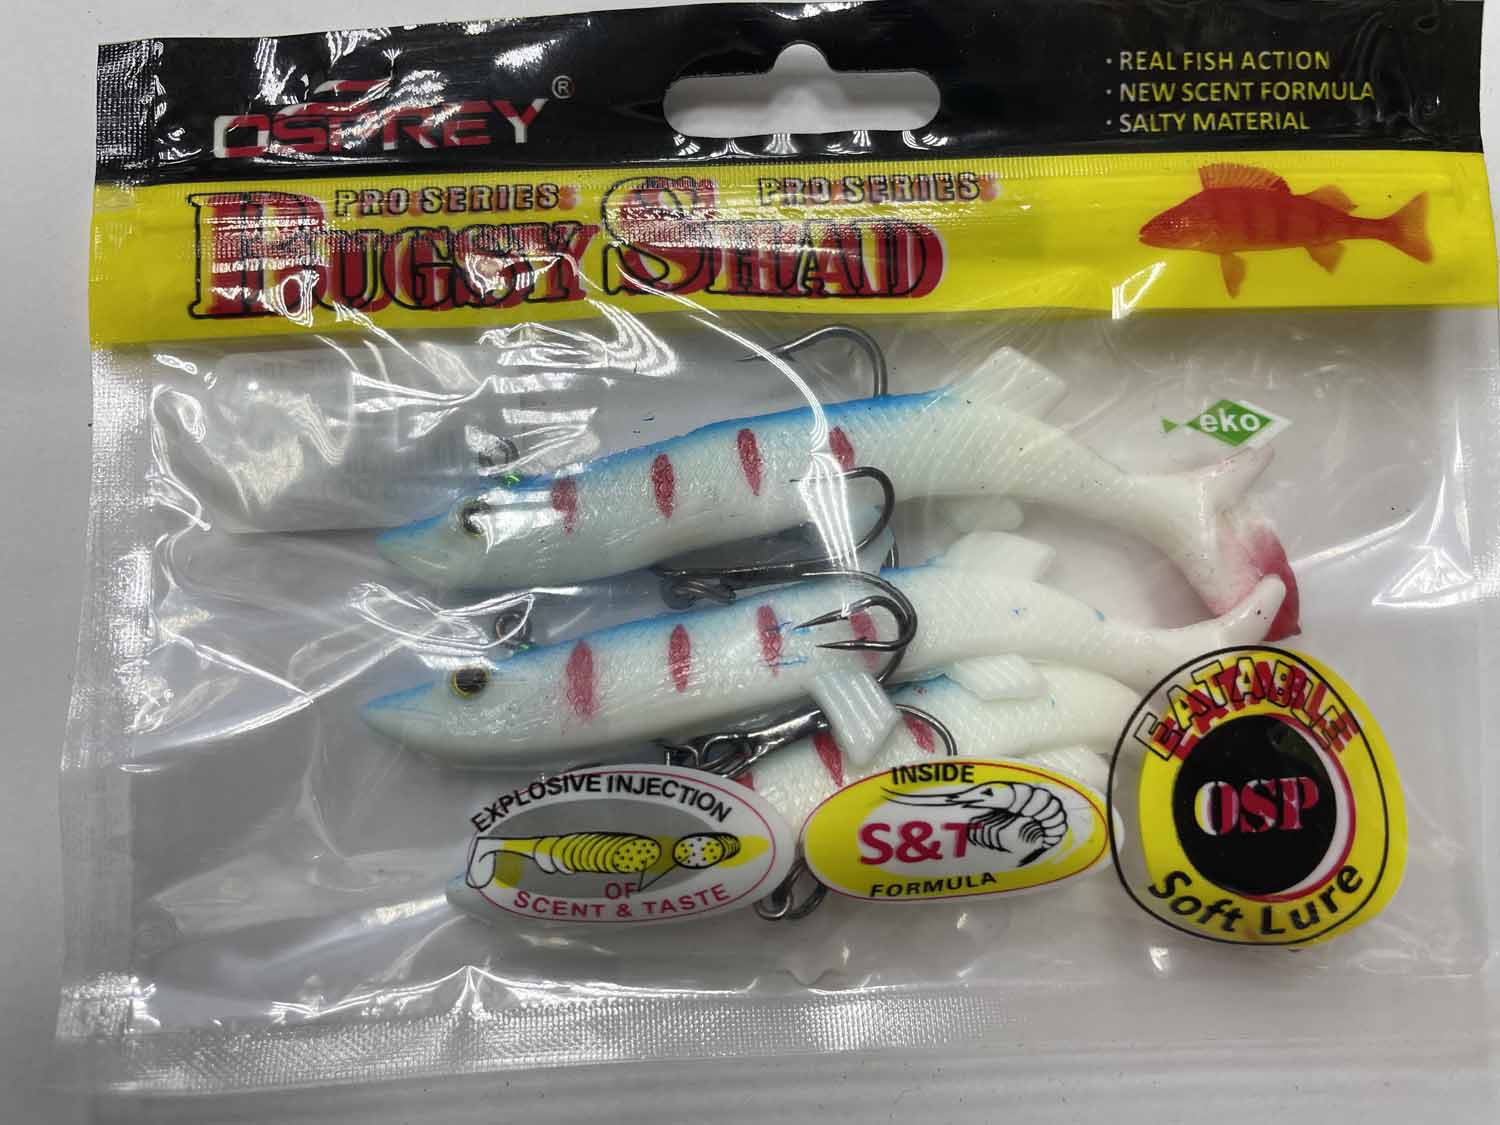 OSPREY®
· REAL FISH ACTION
· NEW SCENT FORMULA
· SALTY MATERIAL
PRO SERIES PRO SERIES
BUGSY SHAD
eko
EXPLOSIVE INJECTION
OF
SCENT & TASTE
INSIDE
S&T
FORMULA
EATABLE
OSP
Soft Lure